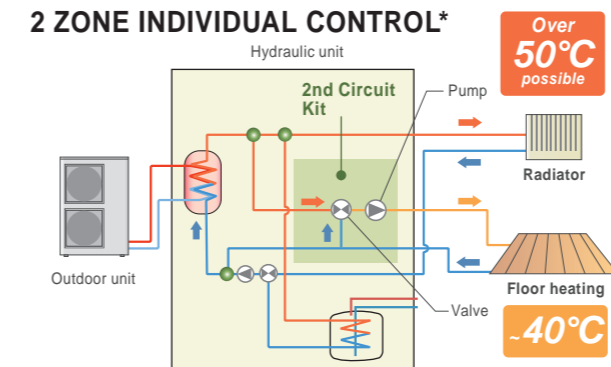 2 ZONE INDIVIDUAL CONTROL*
Over
50°C
possible
Hydraulic unit
2nd Circuit
Kit
Pump
Radiator
Outdoor unit
Floor heating
Valve
~40°C